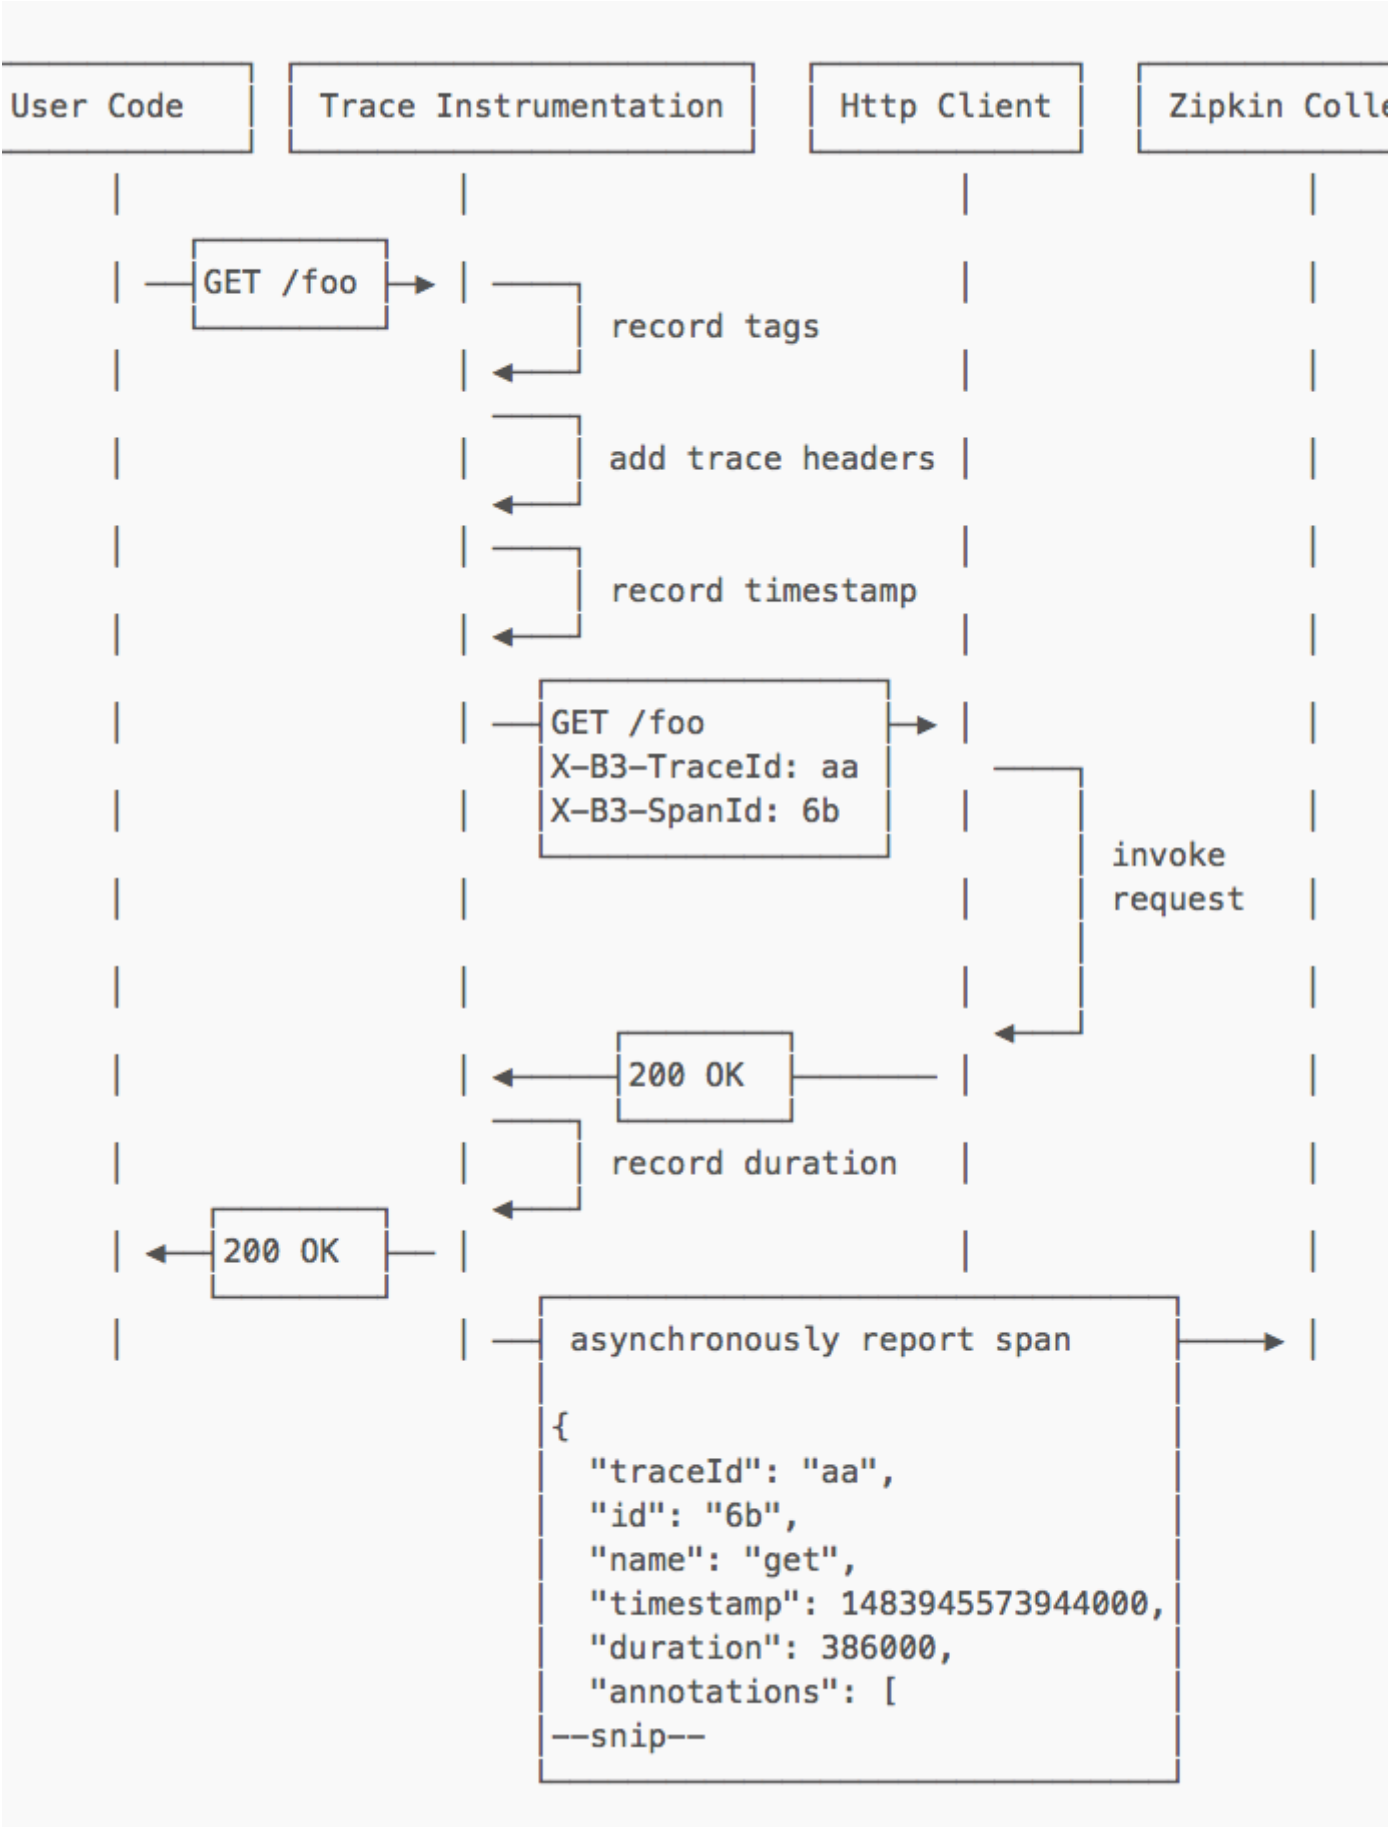 User Code
Trace Instrumentation
Http Client
Zipkin Colle
GET /foo
record tags
add trace headers
record timestamp
GET /foo
X-B3-TraceId: aa
X-B3-SpanId: 6b
invoke
request
200 OK
record duration
200 OK
asynchronously report span
{
"traceId": "aa",
"id": "6b",
"name": "get",
"timestamp": 1483945573944000,
"duration": 386000,
"annotations": [
--snip--